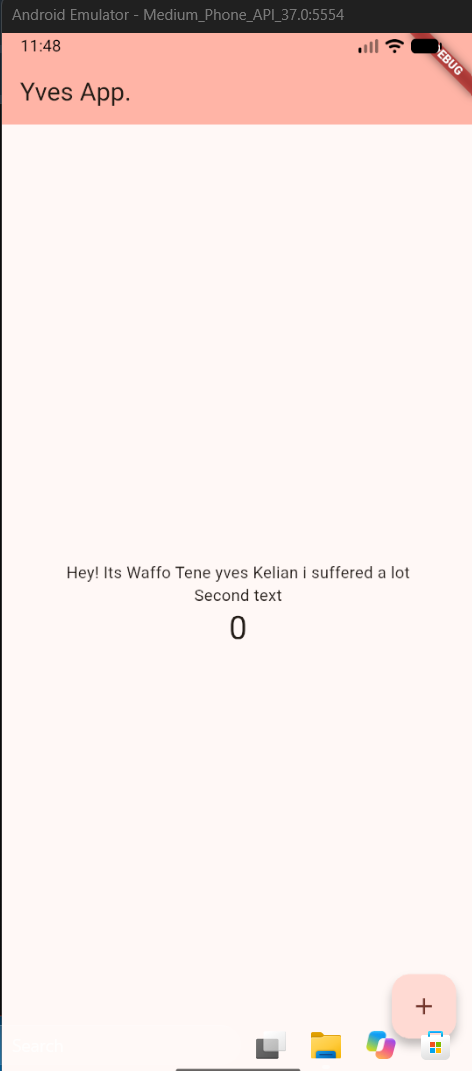 Android Emulator - Medium_Phone_API_37.0:5554
11:48
Yves App.
Hey! Its Waffo Tene yves Kelian i suffered a lot
Second text
0
+